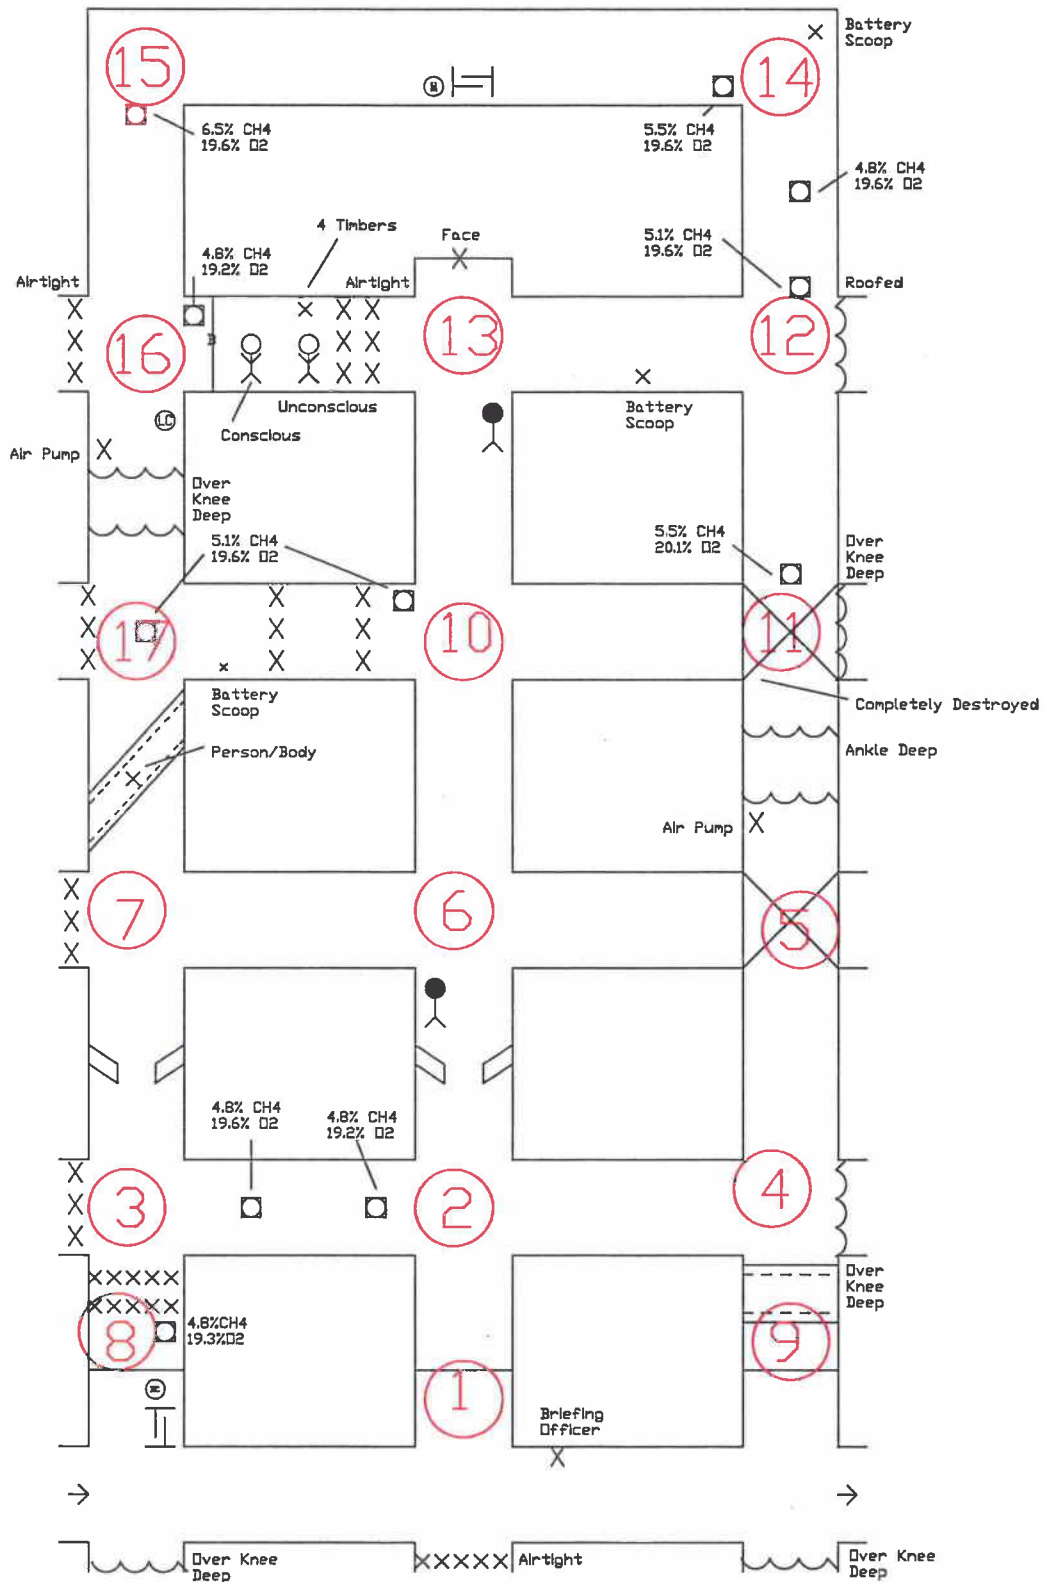 Battery
Scoop
15
14
M
6.5% CH4
19.6% O2
5.5% CH4
19.6% O2
4.8% CH4
19.6% O2
4 Timbers
Face
5.1% CH4
19.6% O2
4.8% CH4
19.2% O2
Airtight
Airtight
Roofed
16
B
13
12
Unconscious
Conscious
Battery
Scoop
LC
Air Pump
Over
Knee
Deep
5.1% CH4
19.6% O2
5.5% CH4
20.1% O2
Over
Knee
Deep
17
10
11
Battery
Scoop
Completely Destroyed
Person/Body
Ankle Deep
Air Pump
7
6
5
4.8% CH4
19.6% O2
4.8% CH4
19.2% O2
3
2
4
Over
Knee
Deep
8
4.8%CH4
19.3%O2
9
M
1
Briefing
Officer
Over Knee
Deep
Airtight
Over Knee
Deep